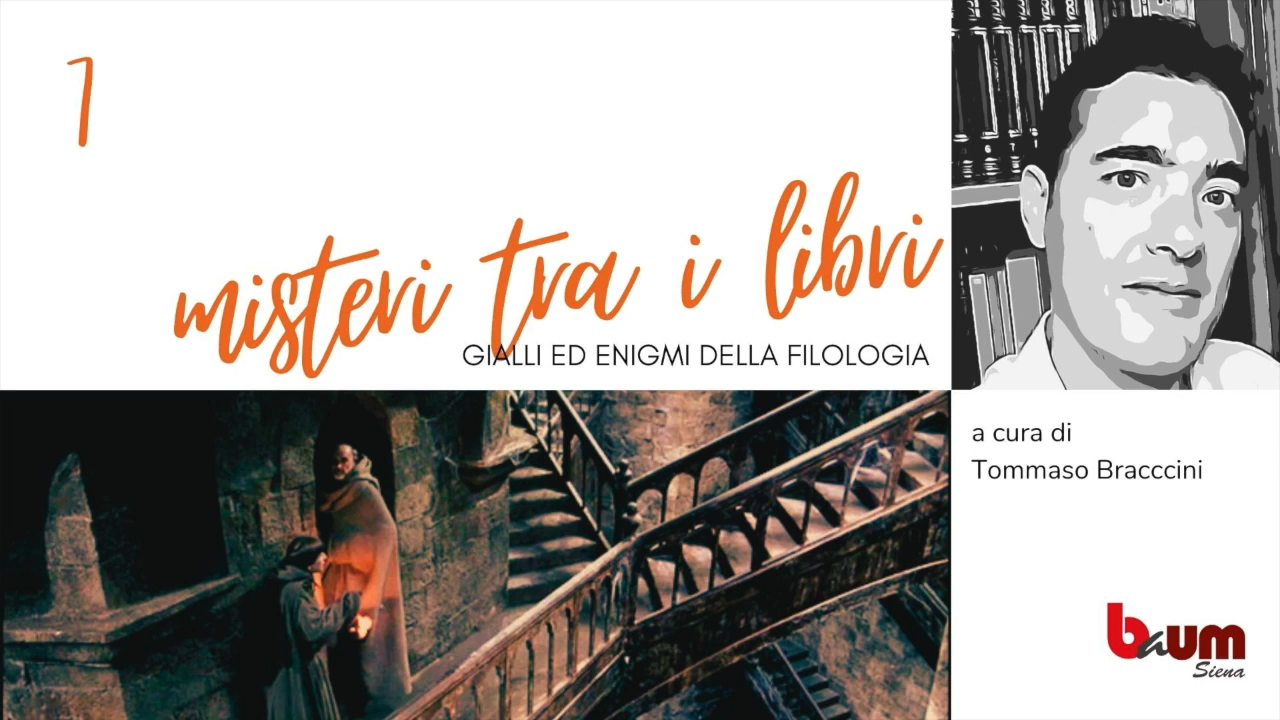 1
misteri tra i libri
GIALLI ED ENIGMI DELLA FILOLOGIA
a cura di
Tommaso Bracccini
baum
Siena